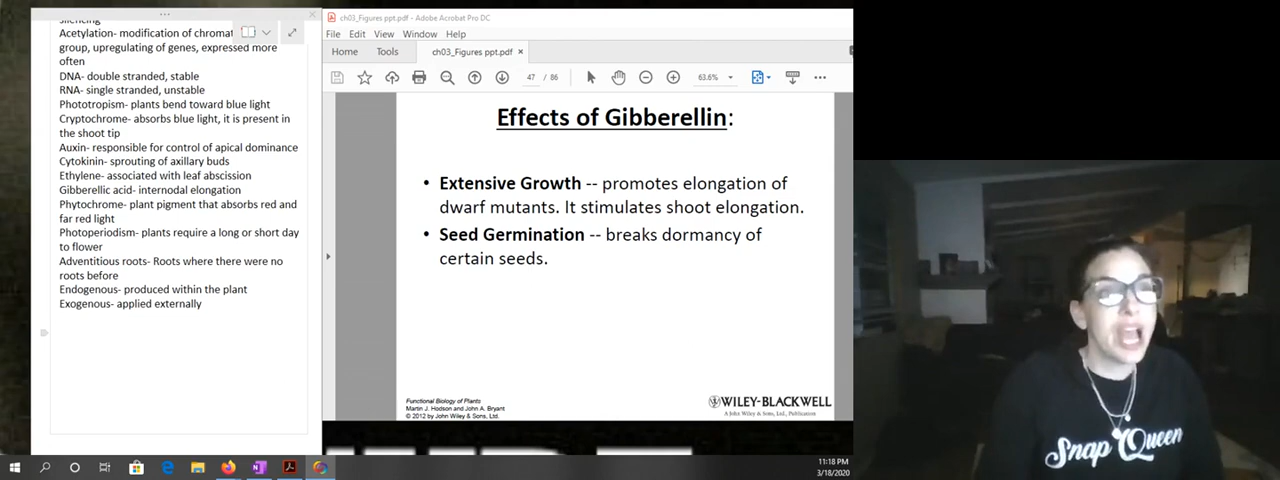 silencing
Acetylation- modification of chromat
group, upregulating of genes, expressed more
often
DNA- double stranded, stable
RNA- single stranded, unstable
Phototropism- plants bend toward blue light
Cryptochrome- absorbs blue light, it is present in
the shoot tip
Auxin- responsible for control of apical dominance
Cytokinin- sprouting of axillary buds
Ethylene- associated with leaf abscission
Gibberellic acid- internodal elongation
Phytochrome- plant pigment that absorbs red and
far red light
Photoperiodism- plants require a long or short day
to flower
Adventitious roots- Roots where there were no
roots before
Endogenous- produced within the plant
Exogenous- applied externally
ch03_Figures ppt.pdf - Adobe Acrobat Pro DC
File Edit View Window Help
Home Tools ch03_Figures ppt.pdf ×
47 / 86 63.6%
Effects of Gibberellin:
• Extensive Growth -- promotes elongation of
dwarf mutants. It stimulates shoot elongation.
• Seed Germination -- breaks dormancy of
certain seeds.
Functional Biology of Plants
Martin J. Hodson and John A. Bryant
© 2012 by John Wiley & Sons, Ltd.
WILEY-BLACKWELL
A John Wiley & Sons, Ltd., Publication
Snap Queen
11:18 PM
3/18/2020